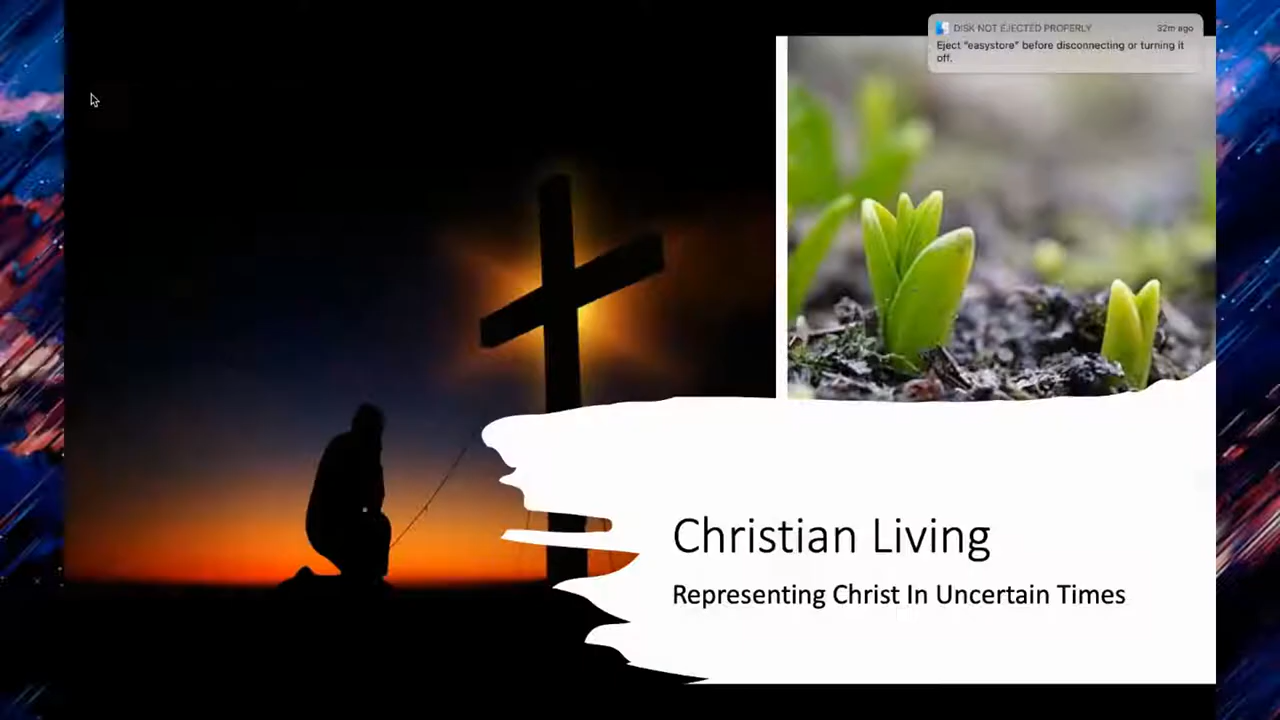 DISK NOT EJECTED PROPERLY 32m ago
Eject "easystore" before disconnecting or turning it
off.
Christian Living
Representing Christ In Uncertain Times